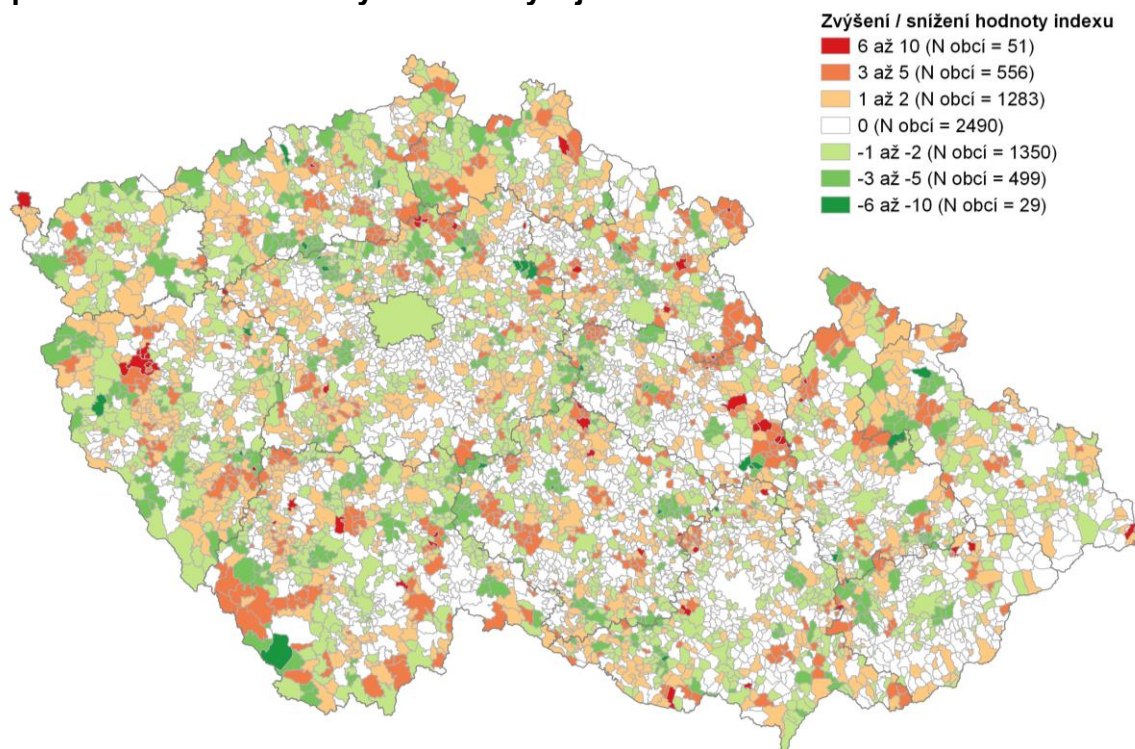 Zvýšení / snížení hodnoty indexu
6 až 10 (N obcí = 51)
3 až 5 (N obcí = 556)
1 až 2 (N obcí = 1283)
0 (N obcí = 2490)
-1 až -2 (N obcí = 1350)
-3 až -5 (N obcí = 499)
-6 až -10 (N obcí = 29)